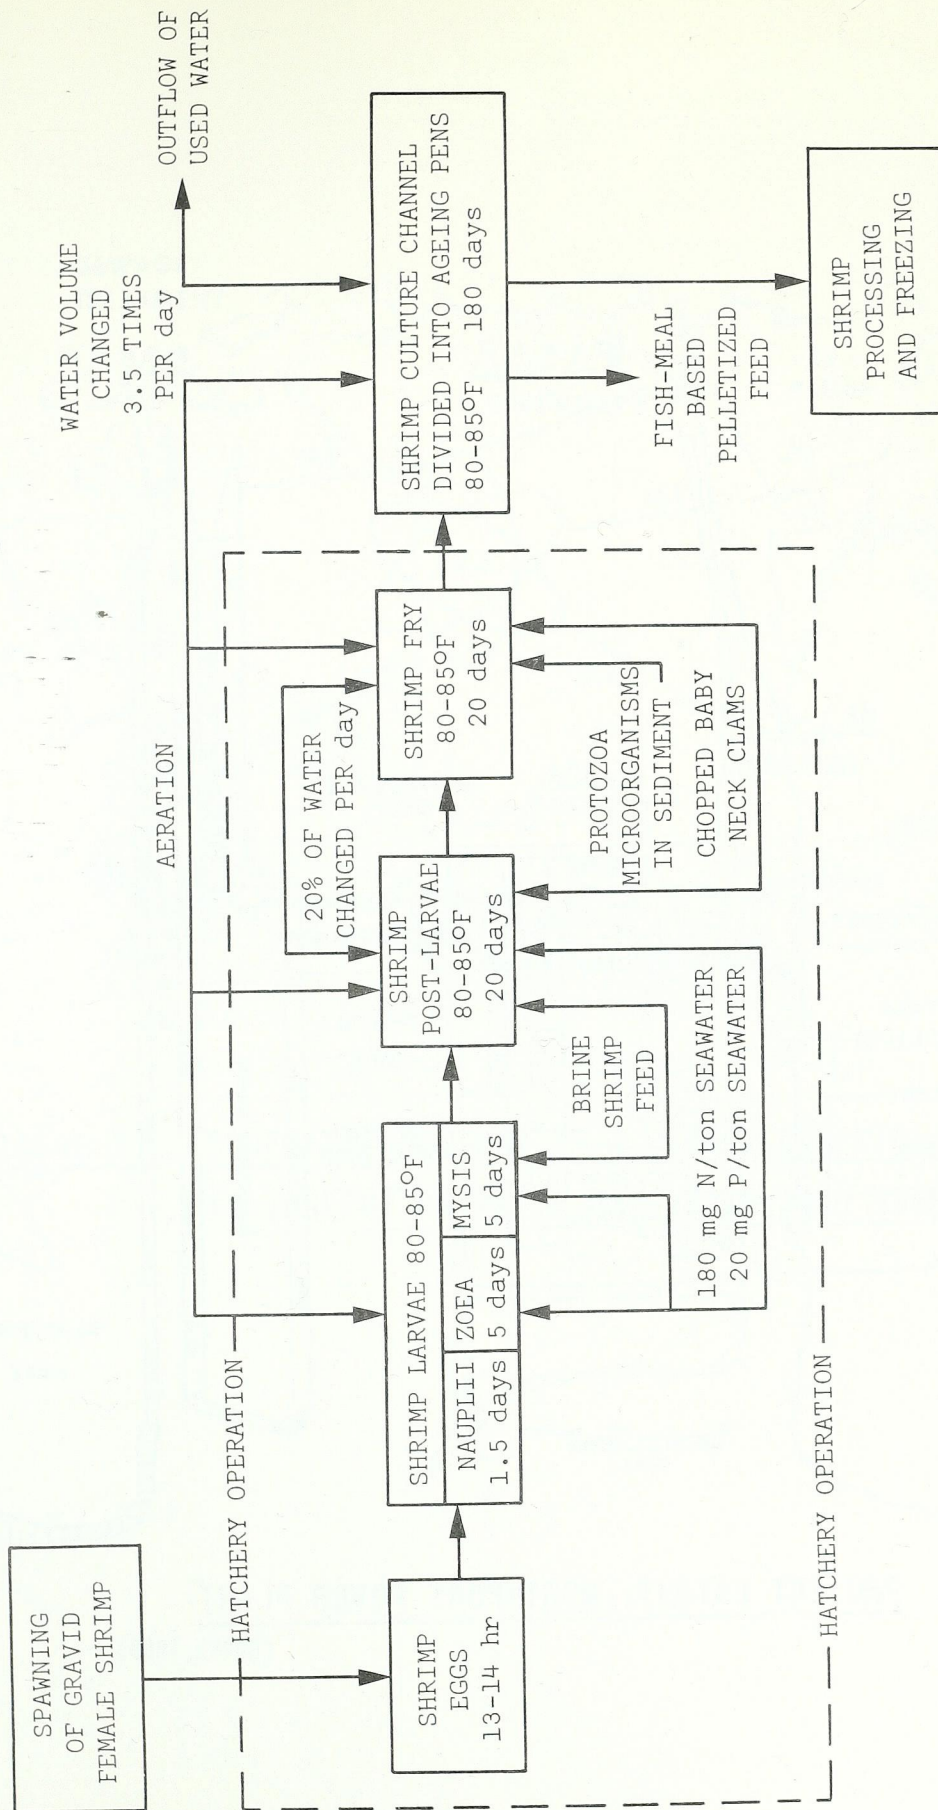 SPAWNING
OF GRAVID
FEMALE SHRIMP
HATCHERY OPERATION
SHRIMP
EGGS
13-14 hr
SHRIMP LARVAE 80-85°F
NAUPLII
1.5 days
ZOEA
5 days
MYSIS
5 days
BRINE
SHRIMP
FEED
180 mg N/ton SEAWATER
20 mg P/ton SEAWATER
HATCHERY OPERATION
AERATION
20% OF WATER
CHANGED PER day
SHRIMP
POST-LARVAE
80-85°F
20 days
SHRIMP FRY
80-85°F
20 days
PROTOZOA
MICROORGANISMS
IN SEDIMENT
CHOPPED BABY
NECK CLAMS
WATER VOLUME
CHANGED
3.5 TIMES
PER day
OUTFLOW OF
USED WATER
SHRIMP CULTURE CHANNEL
DIVIDED INTO AGEING PENS
80-85°F 180 days
FISH-MEAL
BASED
PELLETIZED
FEED
SHRIMP
PROCESSING
AND FREEZING